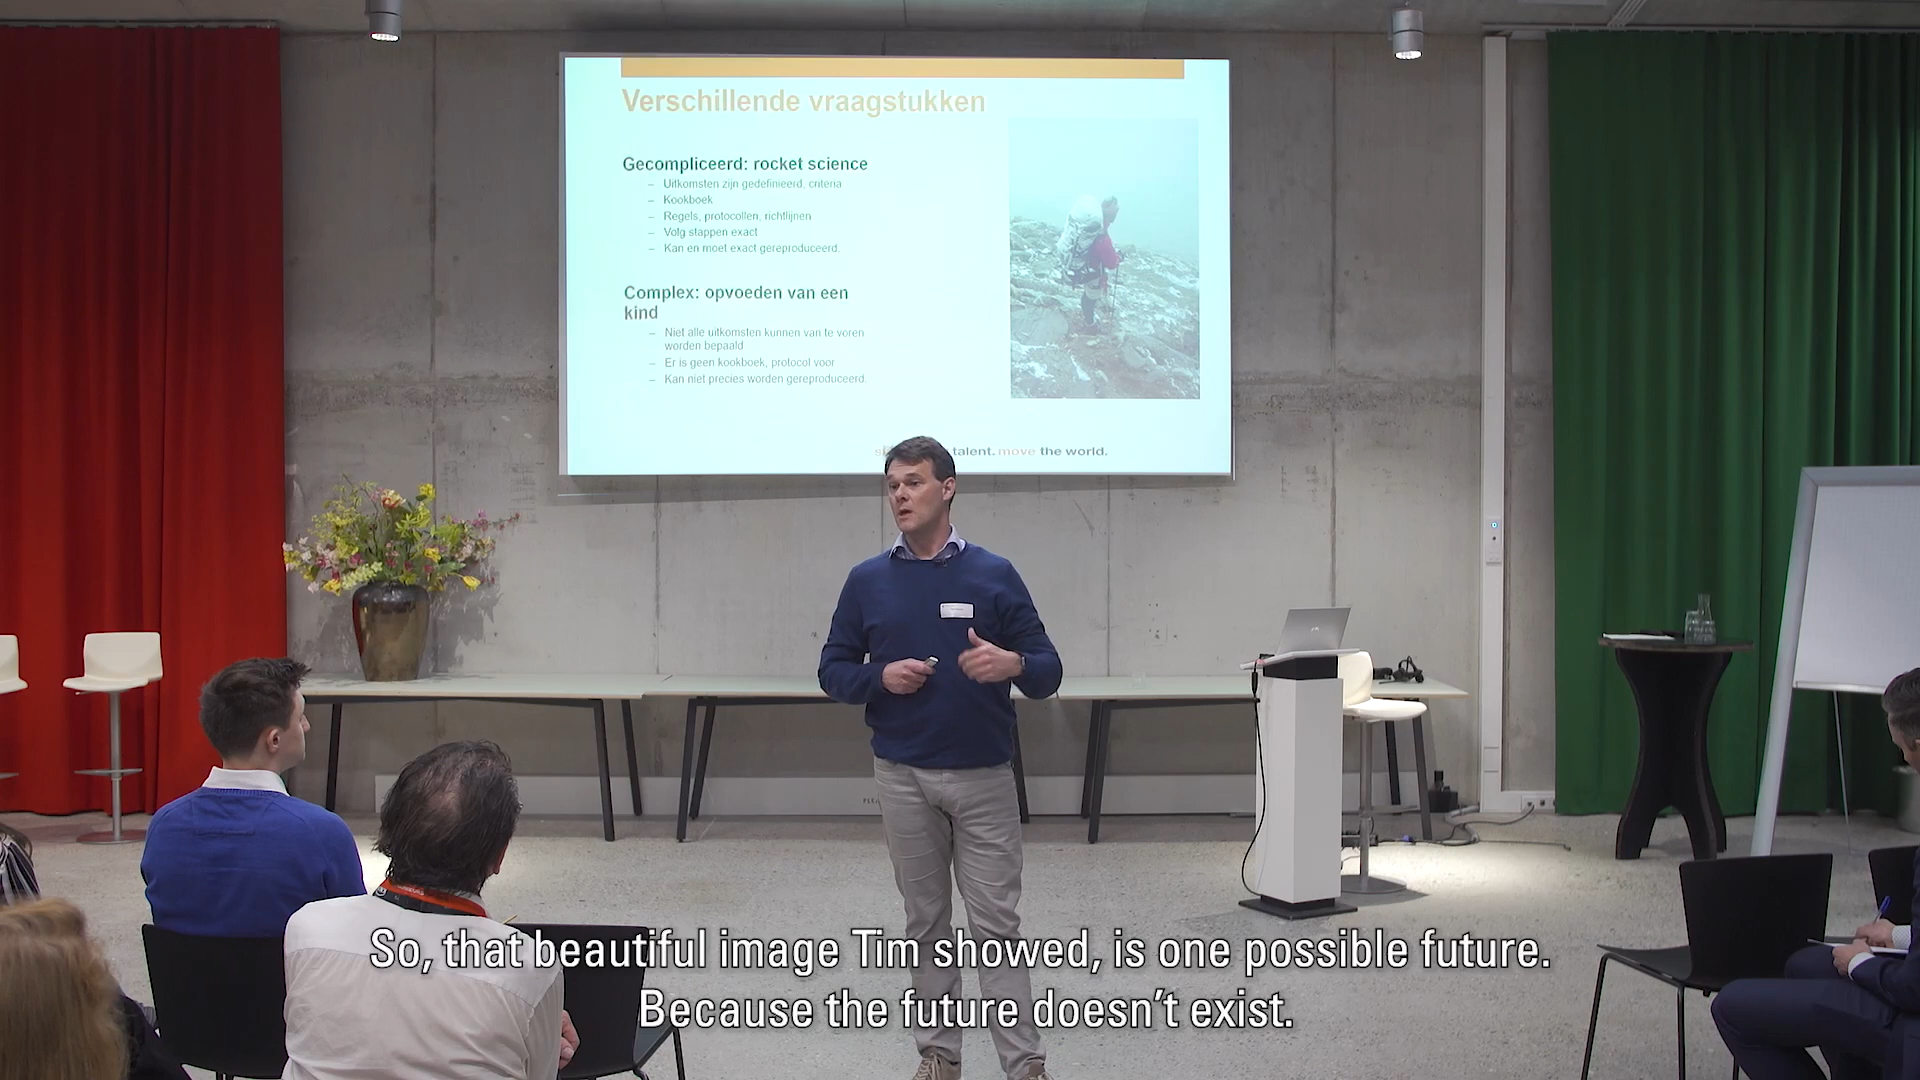 Verschillende vraagstukken
Gecompliceerd: rocket science
– Uitkomsten zijn gedefinieerd, criteria
– Kookboek
– Regels, protocollen, richtlijnen
– Volg stappen exact
– Kan en moet exact gereproduceerd.
Complex: opvoeden van een
kind
– Niet alle uitkomsten kunnen van te voren
worden bepaald
– Er is geen kookboek, protocol voor
– Kan niet precies worden gereproduceerd.
talent. move the world.
So, that beautiful image Tim showed, is one possible future.
Because the future doesn't exist.